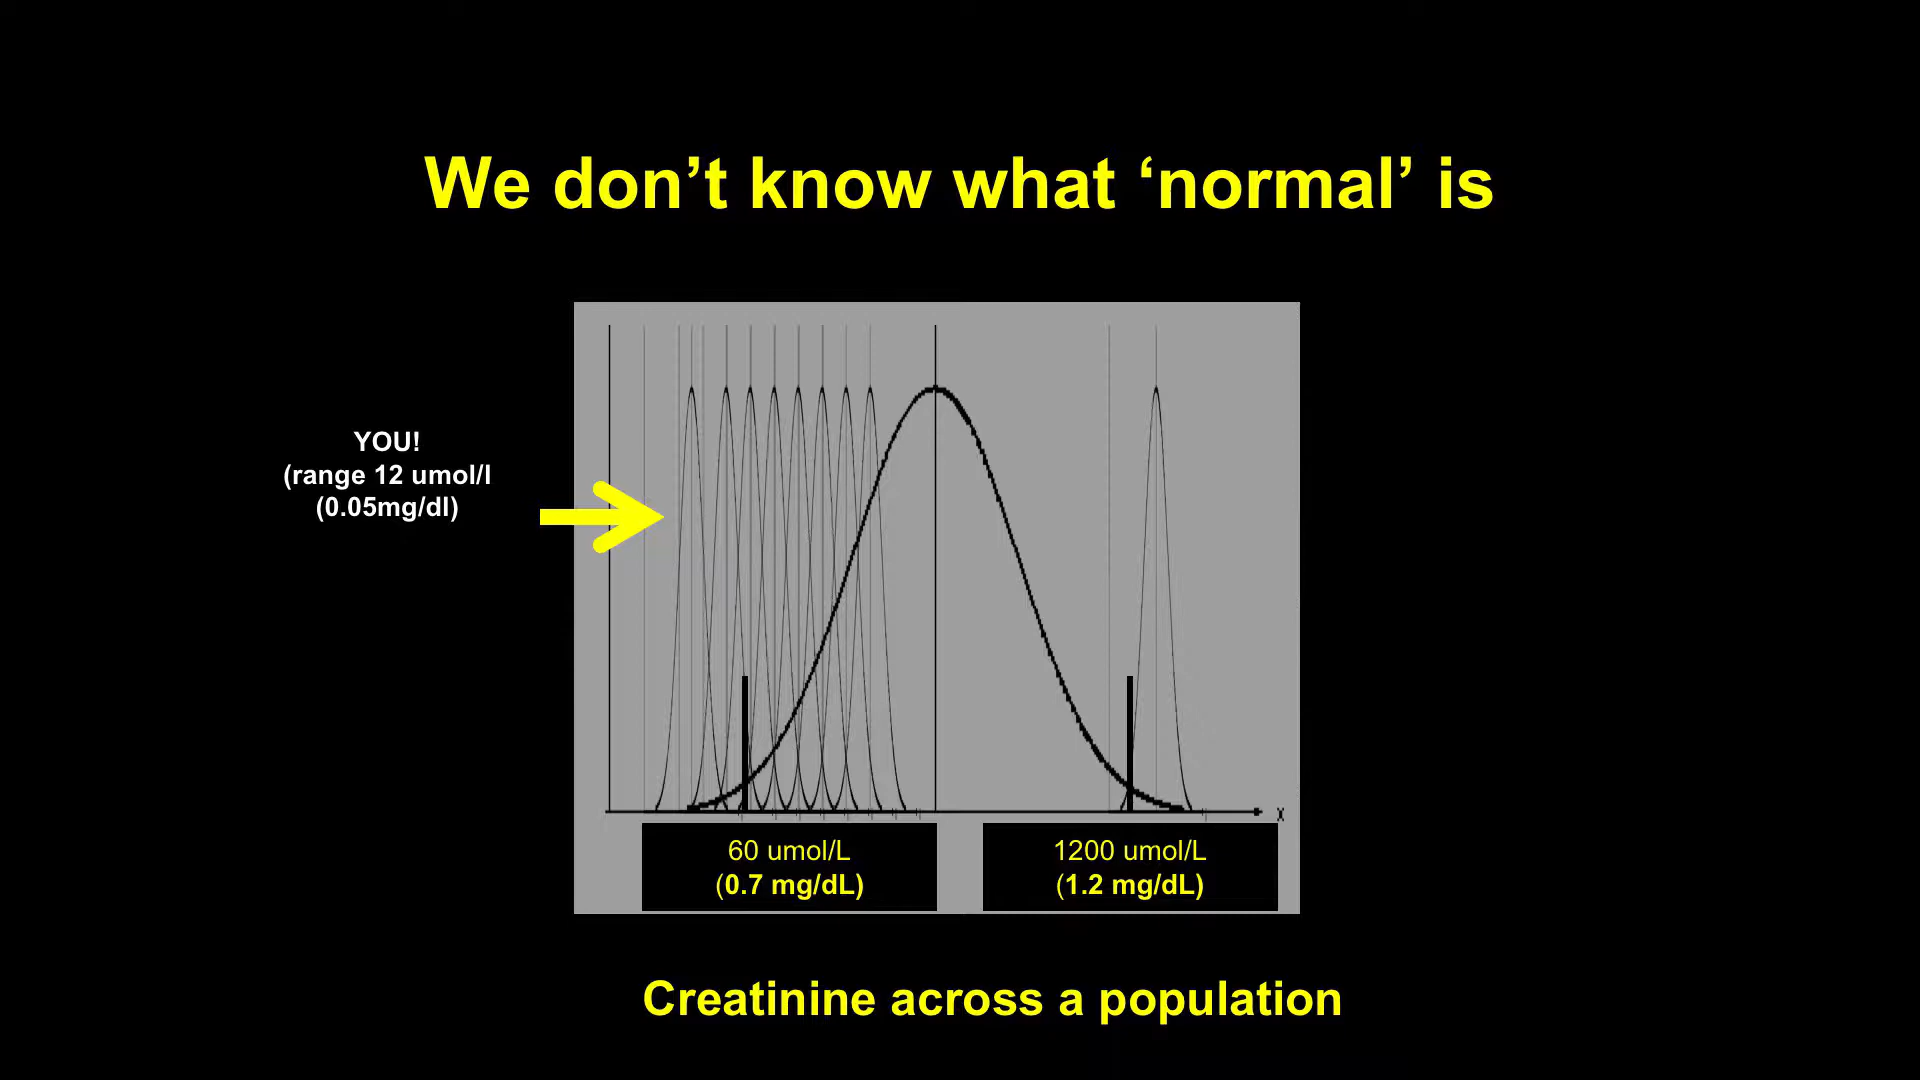 We don’t know what ‘normal’ is
YOU!
(range 12 umol/l
(0.05mg/dl)
X
60 umol/L
(0.7 mg/dL)
1200 umol/L
(1.2 mg/dL)
Creatinine across a population